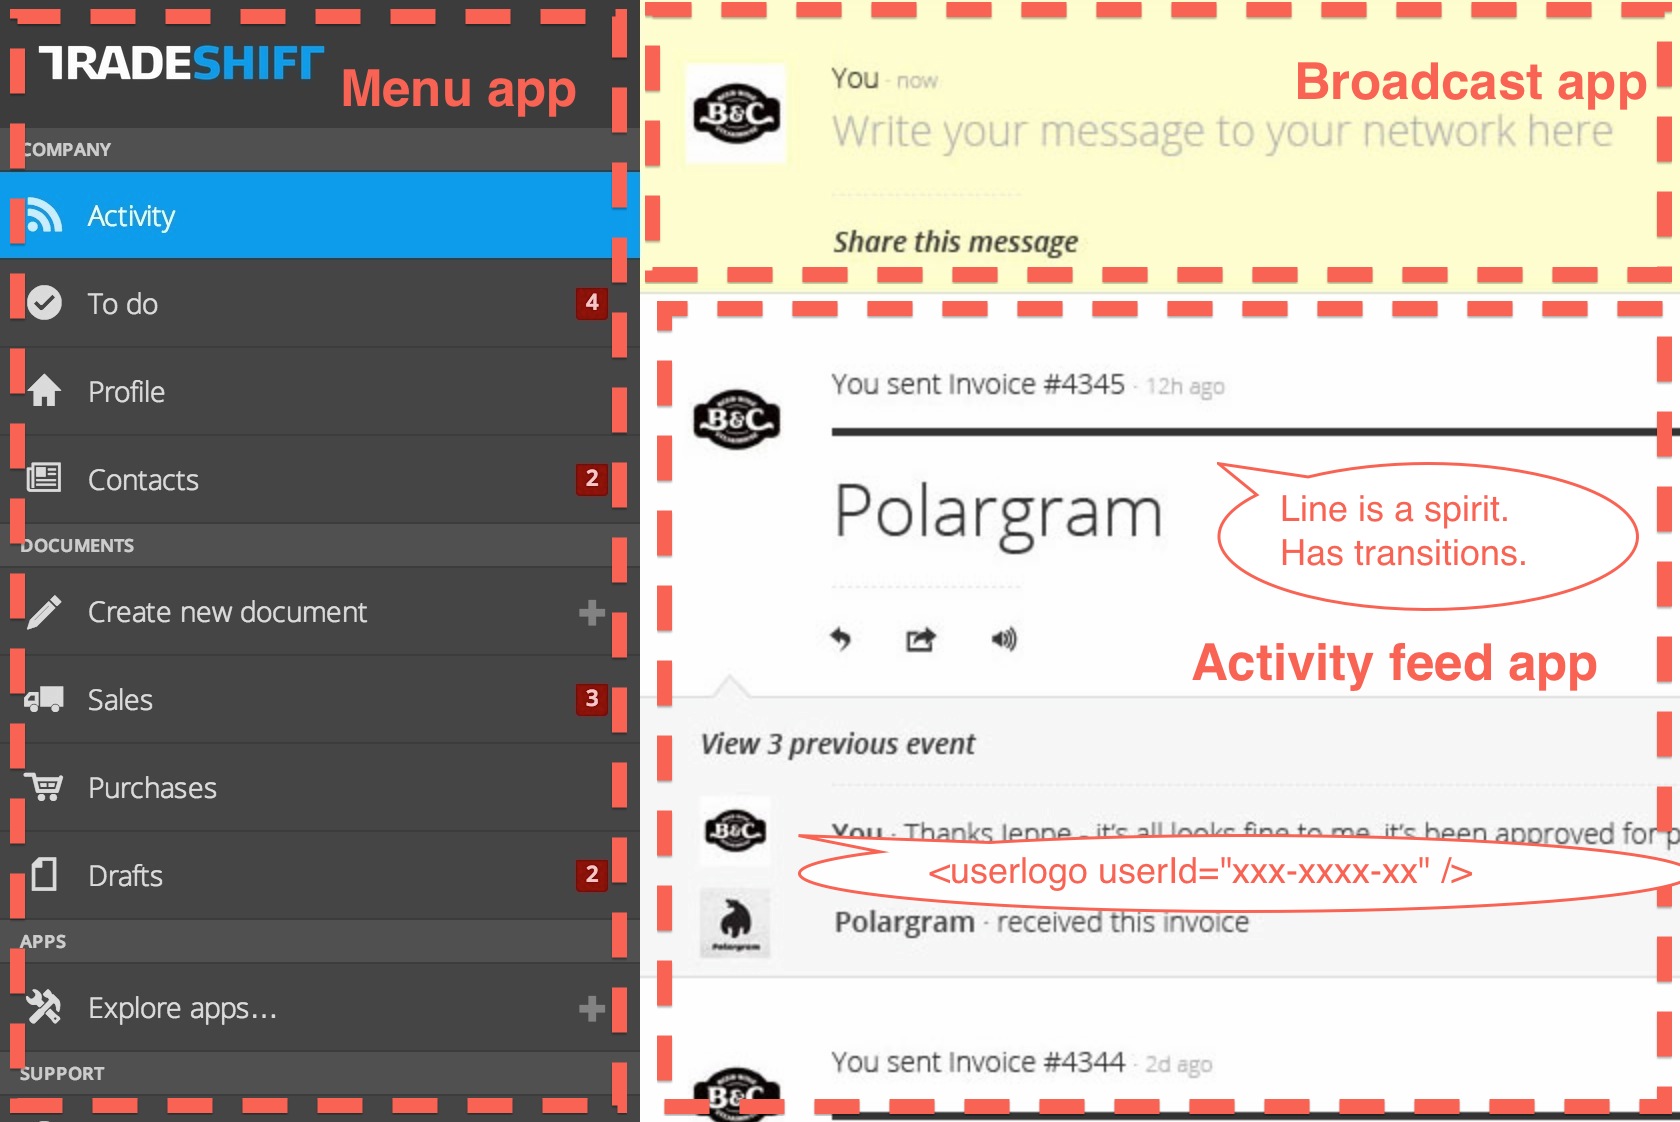 TRADESHIFT
Menu app
COMPANY
Activity
To do 4
Profile
Contacts 2
DOCUMENTS
Create new document
Sales 3
Purchases
Drafts 2
APPS
Explore apps...
SUPPORT
You · now
Broadcast app
Write your message to your network here
Share this message
B&C
You sent Invoice #4345 · 12h ago
B&C
Polargram
Line is a spirit.
Has transitions.
Activity feed app
View 3 previous event
B&C
You · Thanks Jeppe - it's all looks fine to me, it's been approved for
<userlogo userId="xxx-xxxx-xx" />
Polargram · received this invoice
Polargram
You sent Invoice #4344 · 2d ago
B&C